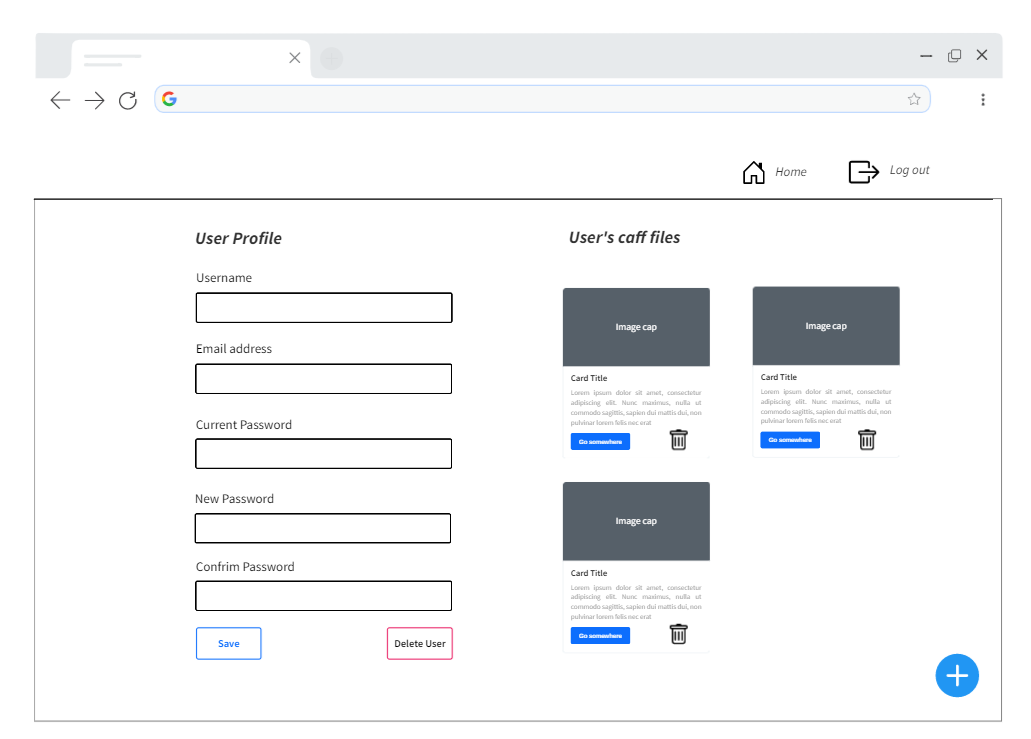 Home
Log out
User Profile
Username
Email address
Current Password
New Password
Confrim Password
Save
Delete User
User's caff files
Image cap
Card Title
Lorem ipsum dolor sit amet, consectetur
adipiscing elit. Nunc maximus, nulla ut
commodo sagittis, sapien dui mattis dui, non
pulvinar lorem felis nec erat
Go somewhere
Image cap
Card Title
Lorem ipsum dolor sit amet, consectetur
adipiscing elit. Nunc maximus, nulla ut
commodo sagittis, sapien dui mattis dui, non
pulvinar lorem felis nec erat
Go somewhere
Image cap
Card Title
Lorem ipsum dolor sit amet, consectetur
adipiscing elit. Nunc maximus, nulla ut
commodo sagittis, sapien dui mattis dui, non
pulvinar lorem felis nec erat
Go somewhere